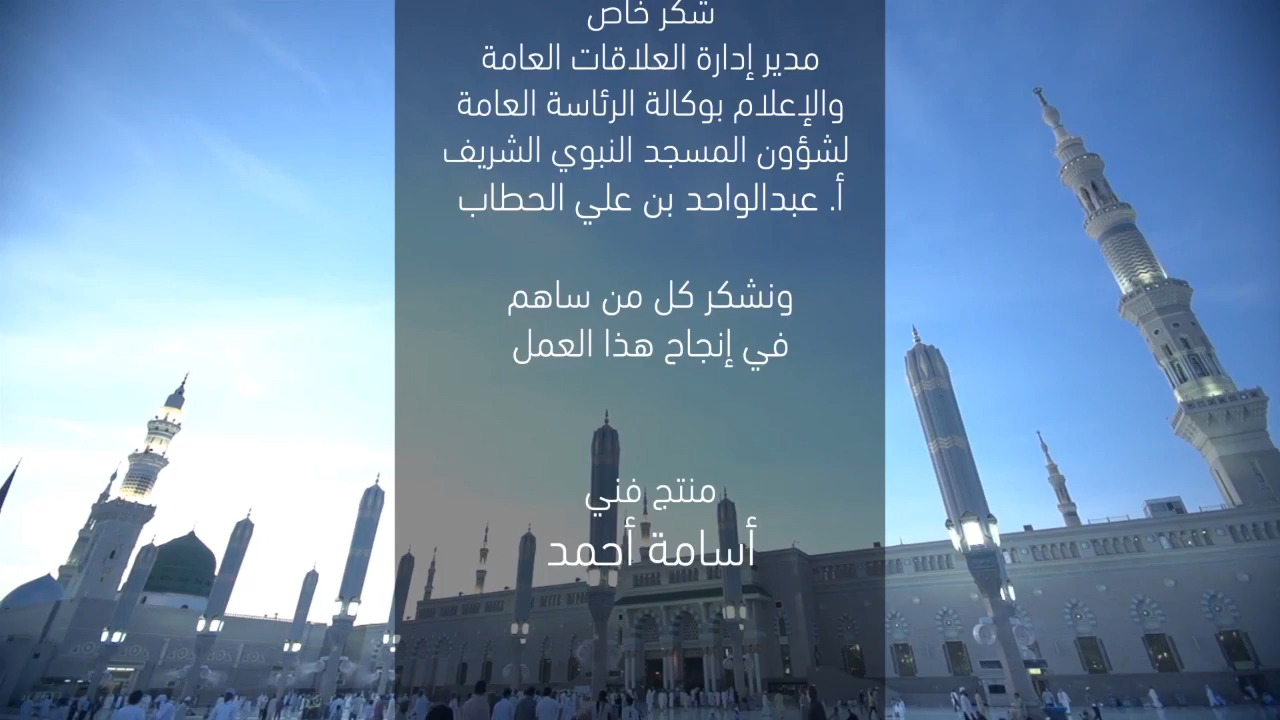 شكر خاص
مدير إدارة العلاقات العامة
والإعلام بوكالة الرئاسة العامة
لشؤون المسجد النبوي الشريف
أ. عبدالواحد بن علي الحطاب
ونشكر كل من ساهم
في إنجاح هذا العمل
منتج فني
أسامة أحمد